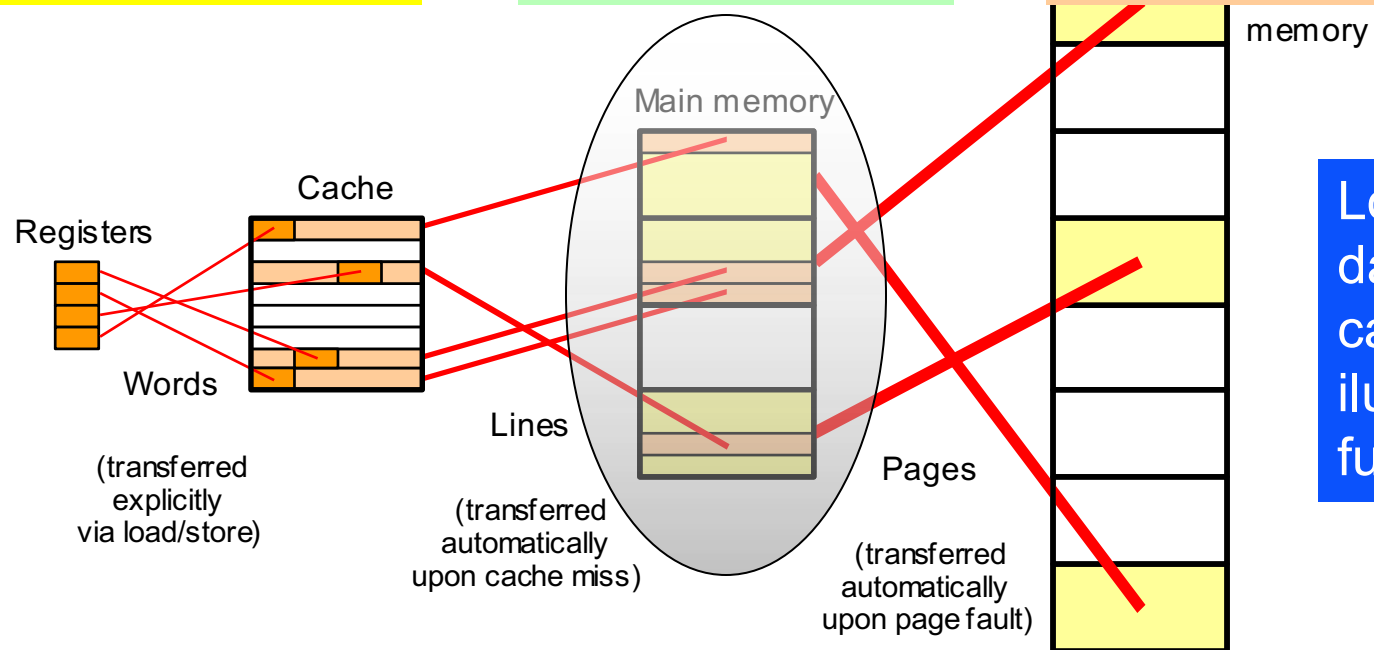 memory
Main memory
Cache
Registers
Words
(transferred
explicitly
via load/store)
Lines
(transferred
automatically
upon cache miss)
Pages
(transferred
automatically
upon page fault)